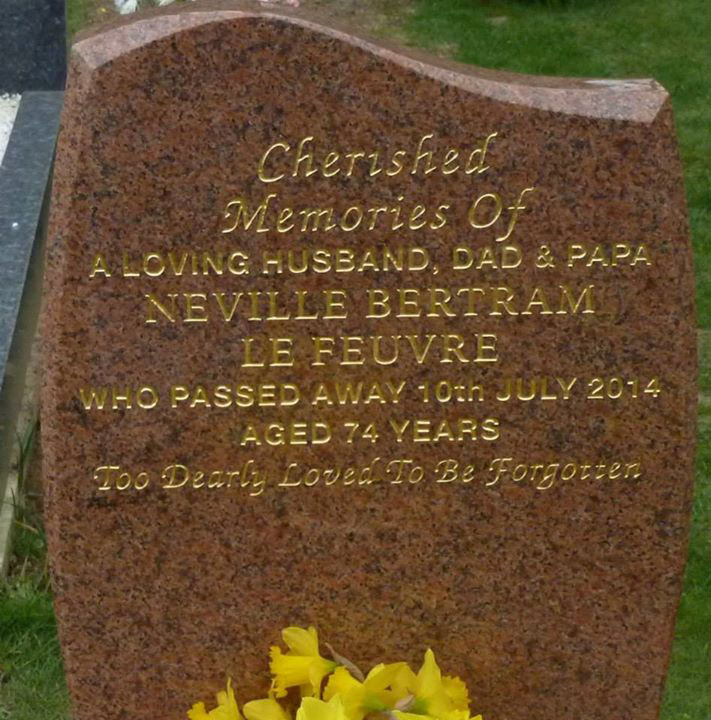 Cherished
Memories Of
A LOVING HUSBAND, DAD & PAPA
NEVILLE BERTRAM
LE FEUVRE
WHO PASSED AWAY 10th JULY 2014
AGED 74 YEARS
Too Dearly Loved To Be Forgotten